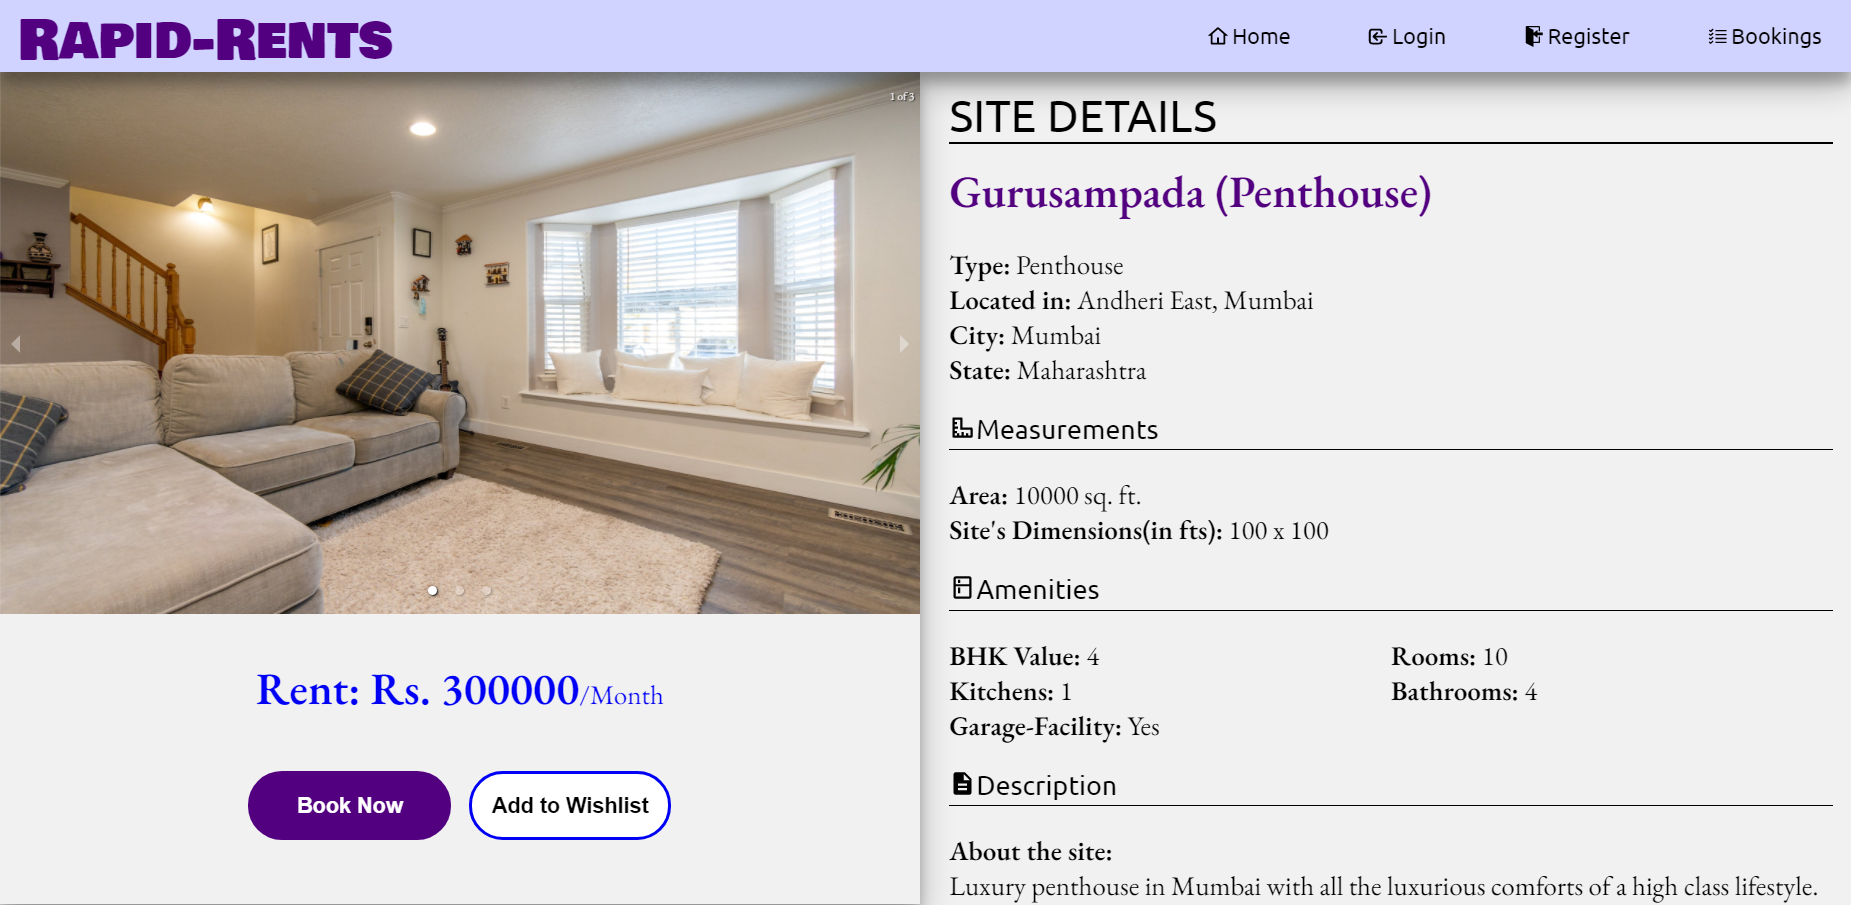 RAPID-RENTS
Home
Login
Register
Bookings
1 of 3
Rent: Rs. 300000/Month
Book Now
Add to Wishlist
SITE DETAILS
Gurusampada (Penthouse)
Type: Penthouse
Located in: Andheri East, Mumbai
City: Mumbai
State: Maharashtra
Measurements
Area: 10000 sq. ft.
Site's Dimensions(in fts): 100 x 100
Amenities
BHK Value: 4
Rooms: 10
Kitchens: 1
Bathrooms: 4
Garage-Facility: Yes
Description
About the site:
Luxury penthouse in Mumbai with all the luxurious comforts of a high class lifestyle.